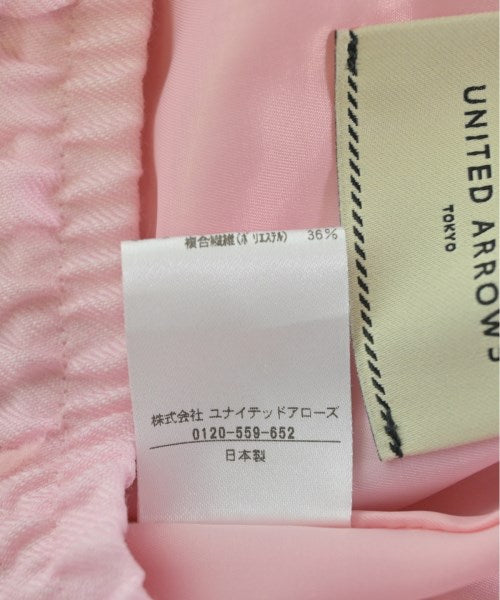 複合繊維(ポリエステル) 36%
株式会社 ユナイテッドアローズ
0120-559-652
日本製
UNITED ARROWS
TOKYO